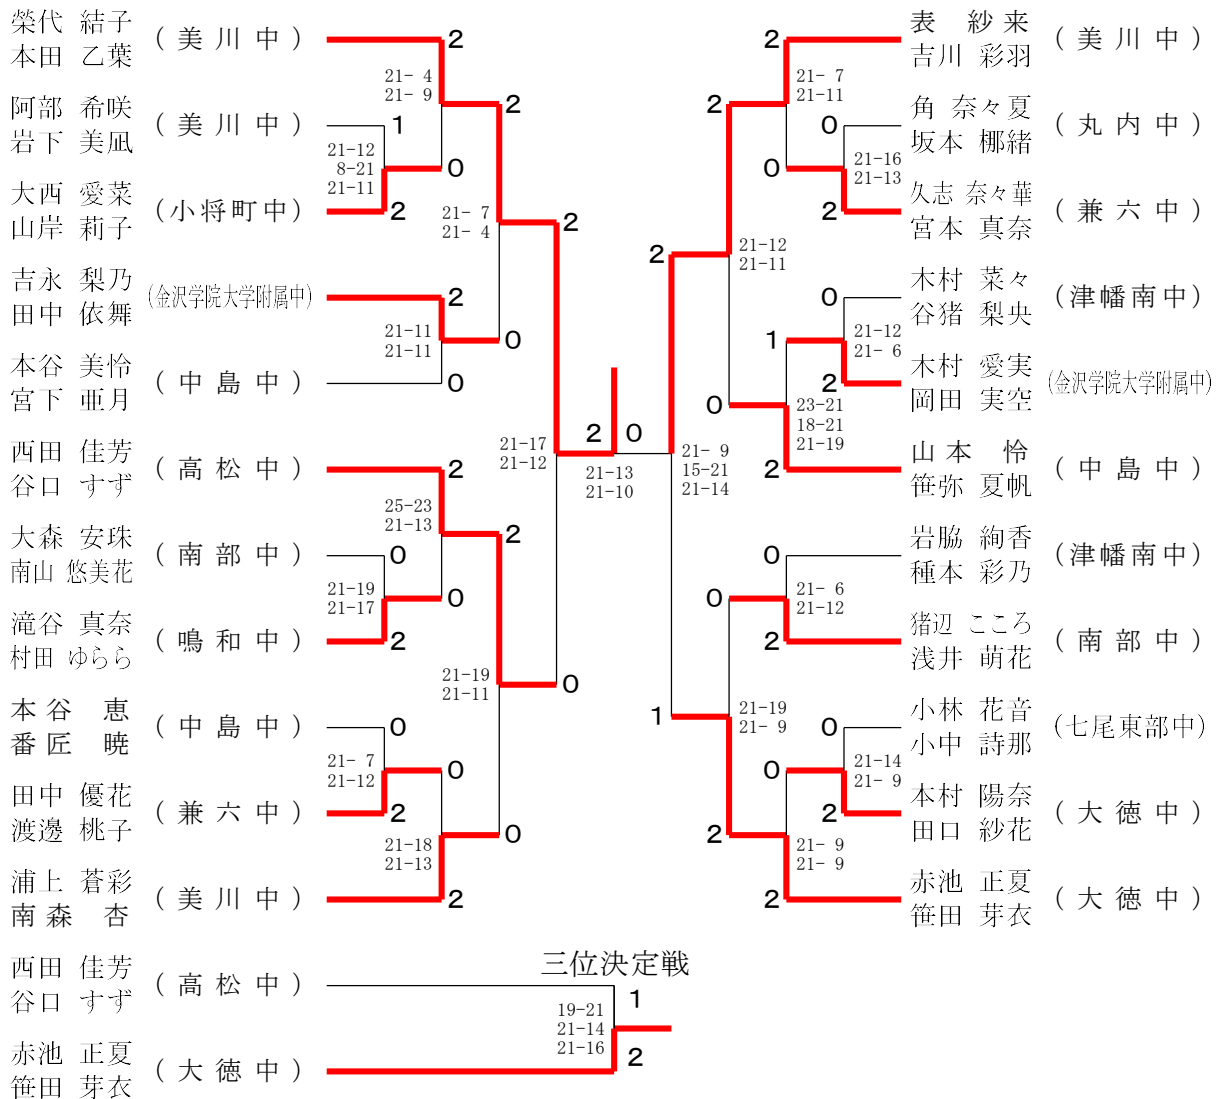 榮代 結子
本田 乙葉
( 美 川 中 )
2
21- 4
21- 9
阿部 希咲
岩下 美凪
( 美 川 中 )
1
21-12
8-21
21-11
0
大西 愛菜
山岸 莉子
(小将町中)
2
2
21- 7
21- 4
吉永 梨乃
田中 依舞
(金沢学院大学附属中)
2
21-11
21-11
0
本谷 美怜
宮下 亜月
( 中 島 中 )
0
2
21-17
21-12
西田 佳芳
谷口 すず
( 高 松 中 )
2
25-23
21-13
2
大森 安珠
南山 悠美花
( 南 部 中 )
0
21-19
21-17
0
滝谷 真奈
村田 ゆらら
( 鳴 和 中 )
2
21-19
21-11
0
本谷 恵
番匠 暁
( 中 島 中 )
0
21- 7
21-12
0
田中 優花
渡邊 桃子
( 兼 六 中 )
2
21-18
21-13
0
浦上 蒼彩
南森 杏
( 美 川 中 )
2
2
0
21-13
21-10
表 紗来
吉川 彩羽
( 美 川 中 )
2
21- 7
21-11
2
角 奈々夏
坂本 梛緒
( 丸 内 中 )
0
21-16
21-13
0
久志 奈々華
宮本 真奈
( 兼 六 中 )
2
2
21-12
21-11
木村 菜々
谷猪 梨央
(津幡南中)
0
21-12
21- 6
1
木村 愛実
岡田 実空
(金沢学院大学附属中)
2
0
23-21
18-21
21-19
山本 怜
笹弥 夏帆
( 中 島 中 )
2
21- 9
15-21
21-14
岩脇 絢香
種本 彩乃
(津幡南中)
0
21- 6
21-12
0
猪辺 こころ
浅井 萌花
( 南 部 中 )
2
1
21-19
21- 9
小林 花音
小中 詩那
(七尾東部中)
0
21-14
21- 9
0
本村 陽奈
田口 紗花
( 大 徳 中 )
2
2
21- 9
21- 9
赤池 正夏
笹田 芽衣
( 大 徳 中 )
2
三位決定戦
西田 佳芳
谷口 すず
( 高 松 中 )
1
19-21
21-14
21-16
赤池 正夏
笹田 芽衣
( 大 徳 中 )
2